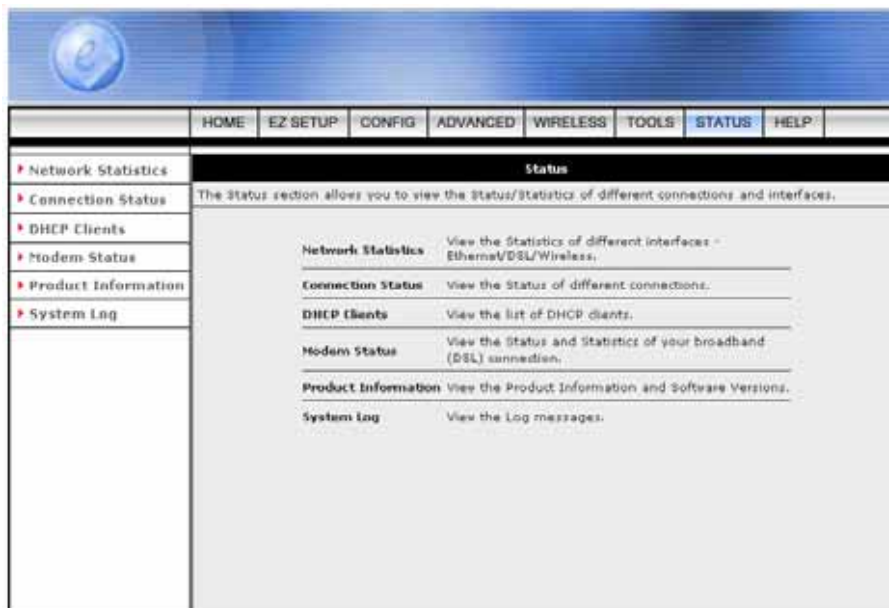 HOME EZ SETUP CONFIG ADVANCED WIRELESS TOOLS STATUS HELP
Network Statistics
Connection Status
DHCP Clients
Modem Status
Product Information
System Log
Status
The Status section allows you to view the Status/Statistics of different connections and interfaces.
Network Statistics View the Statistics of different interfaces -
Ethernet/DSL/Wireless.
Connection Status View the Status of different connections.
DHCP Clients View the list of DHCP clients.
Modem Status View the Status and Statistics of your broadband
(DSL) connection.
Product Information View the Product Information and Software Versions.
System Log View the Log messages.